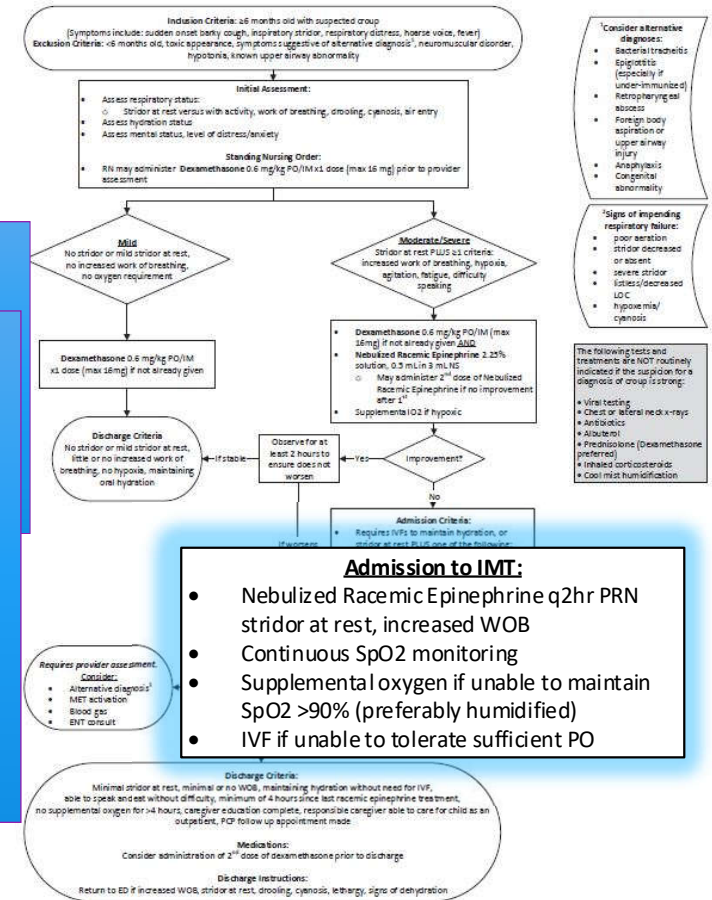 Inclusion Criteria: ≥6 months old with suspected croup
(Symptoms include: sudden onset barky cough, inspiratory stridor, respiratory distress, hoarse voice, fever)
Exclusion Criteria: <6 months old, toxic appearance, symptoms suggestive of alternative diagnosis¹, neuromuscular disorder,
hypotonia, known upper airway abnormality
Initial Assessment:
• Assess respiratory status:
o Stridor at rest versus with activity, work of breathing, drooling, cyanosis, air entry
• Assess hydration status
• Assess mental status, level of distress/anxiety
Standing Nursing Order:
• RN may administer Dexamethasone 0.6 mg/kg PO/IM x1 dose (max 16 mg) prior to provider
assessment
¹Consider alternative
diagnoses:
• Bacterial tracheitis
• Epiglottitis
(especially if
under-immunized)
• Retropharyngeal
abscess
• Foreign body
aspiration or
upper airway
injury
• Anaphylaxis
• Congenital
abnormality
²Signs of impending
respiratory failure:
• poor aeration
• stridor decreased
or absent
• severe stridor
• listless/decreased
LOC
• hypoxemia/
cyanosis
The following tests and
treatments are NOT routinely
indicated if the suspicion for a
diagnosis of croup is strong:
• Viral testing
• Chest or lateral neck x-rays
• Antibiotics
• Albuterol
• Prednisolone (Dexamethasone
preferred)
• Inhaled corticosteroids
• Cool mist humidification
Mild
No stridor or mild stridor at rest,
no increased work of breathing,
no oxygen requirement
Moderate/Severe
Stridor at rest PLUS ≥1 criteria:
increased work of breathing, hypoxia,
agitation, fatigue, difficulty
speaking
Dexamethasone 0.6 mg/kg PO/IM
x1 dose (max 16mg) if not already given
• Dexamethasone 0.6 mg/kg PO/IM (max
16mg) if not already given AND
• Nebulized Racemic Epinephrine 2.25%
solution, 0.5 mL in 3 mL NS
o May administer 2nd dose of Nebulized
Racemic Epinephrine if no improvement
after 1st
• Supplemental O2 if hypoxic
Discharge Criteria
No stridor or mild stridor at rest,
little or no increased work of
breathing, no hypoxia, maintaining
oral hydration
If stable
Observe for at
least 2 hours to
ensure does not
worsen
Yes
Improvement?
No
If worsens
Admission Criteria:
• Requires IVFs to maintain hydration, or
stridor at rest PLUS one of the following:
Admission to IMT:
• Nebulized Racemic Epinephrine q2hr PRN
stridor at rest, increased WOB
• Continuous SpO2 monitoring
• Supplemental oxygen if unable to maintain
SpO2 >90% (preferably humidified)
• IVF if unable to tolerate sufficient PO
Requires provider assessment.
Consider:
• Alternative diagnosis¹
• MET activation
• Blood gas
• ENT consult
Discharge Criteria:
Minimal stridor at rest, minimal or no WOB, maintaining hydration without need for IVF,
able to speak and eat without difficulty, minimum of 4 hours since last racemic epinephrine treatment,
no supplemental oxygen for >4 hours, caregiver education complete, responsible caregiver able to care for child as an
outpatient, PCP follow up appointment made
Medications:
Consider administration of 2nd dose of dexamethasone prior to discharge
Discharge Instructions:
Return to ED if increased WOB, stridor at rest, drooling, cyanosis, lethargy, signs of dehydration